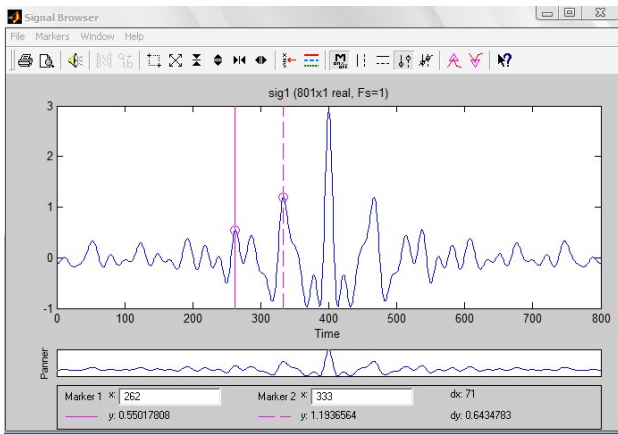 Signal Browser
File Markers Window Help
sig1 (801x1 real, Fs=1)
3
2
1
0
-1
0 100 200 300 400 500 600 700 800
Time
Panner
Marker 1 x: 262 Marker 2 x: 333 dx: 71
y: 0.55017808 y: 1.1936564 dy: 0.6434783